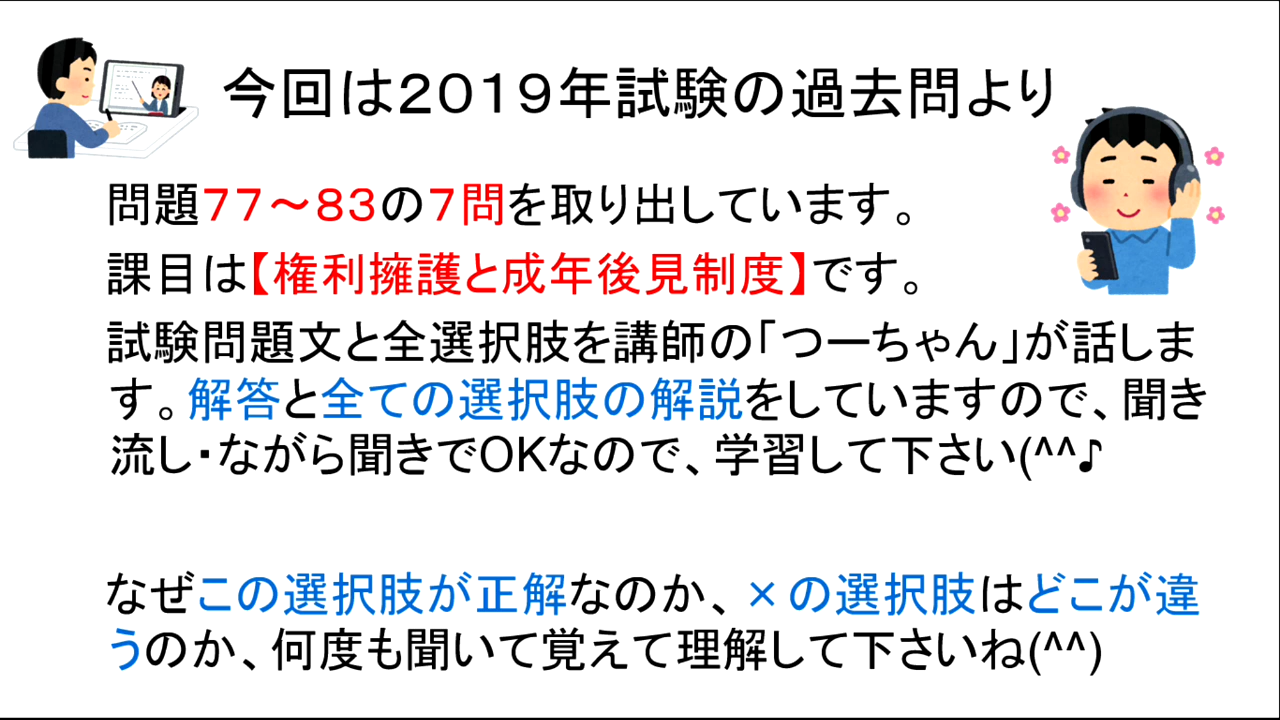 今回は２０１９年試験の過去問より
問題７７～８３の７問を取り出しています。
課目は【権利擁護と成年後見制度】です。
試験問題文と全選択肢を講師の「つーちゃん」が話しま
す。解答と全ての選択肢の解説をしていますので、聞き
流し・ながら聞きでOKなので、学習して下さい(^^♪
なぜこの選択肢が正解なのか、×の選択肢はどこが違
うのか、何度も聞いて覚えて理解して下さいね(^^)